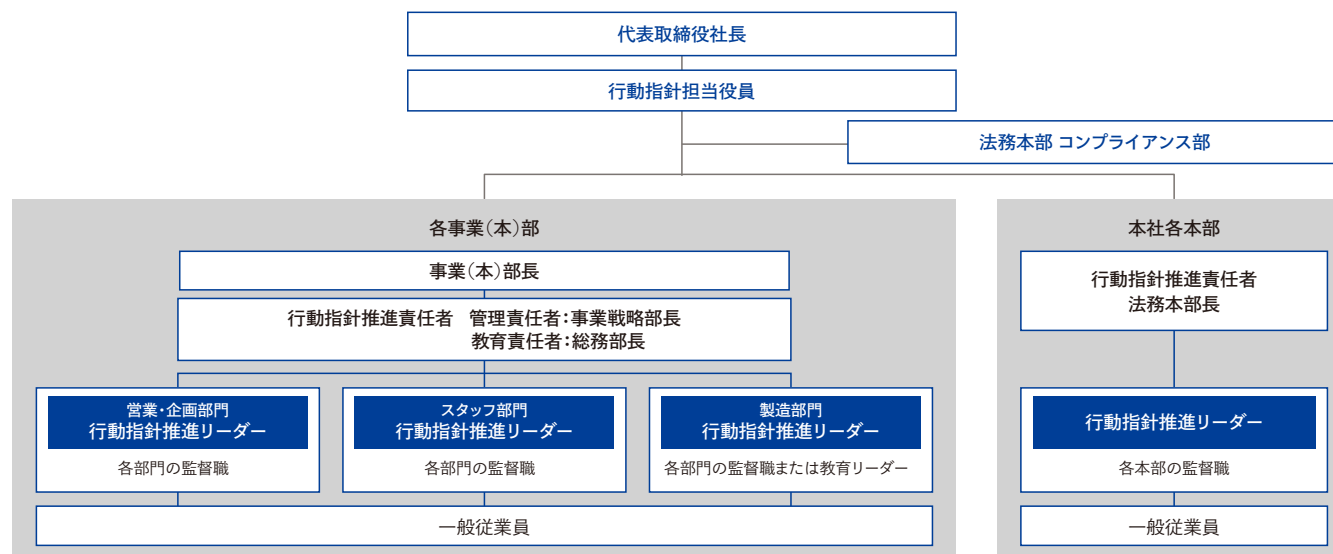 代表取締役社長
行動指針担当役員
法務本部 コンプライアンス部
各事業（本）部
事業（本）部長
行動指針推進責任者 管理責任者：事業戦略部長
教育責任者：総務部長
営業・企画部門
行動指針推進リーダー
各部門の監督職
スタッフ部門
行動指針推進リーダー
各部門の監督職
製造部門
行動指針推進リーダー
各部門の監督職または教育リーダー
一般従業員
本社各本部
行動指針推進責任者
法務本部長
行動指針推進リーダー
各本部の監督職
一般従業員